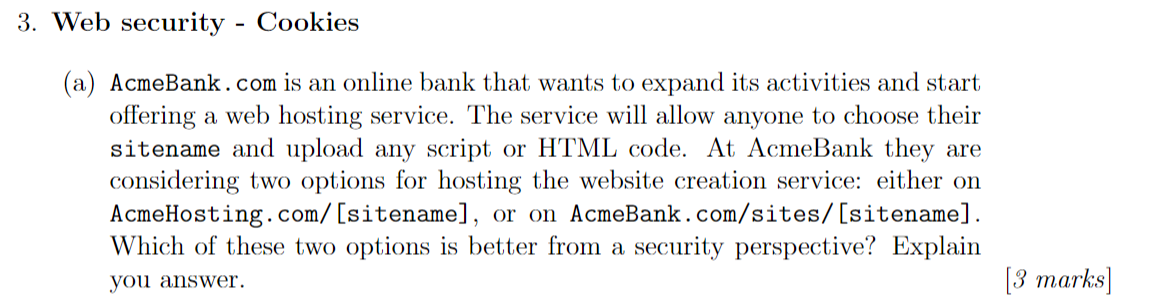 3. Web security - Cookies
(a) AcmeBank.com is an online bank that wants to expand its activities and start
offering a web hosting service. The service will allow anyone to choose their
sitename and upload any script or HTML code. At AcmeBank they are
considering two options for hosting the website creation service: either on
AcmeHosting.com/[sitename], or on AcmeBank.com/sites/[sitename].
Which of these two options is better from a security perspective? Explain
you answer. [3 marks]